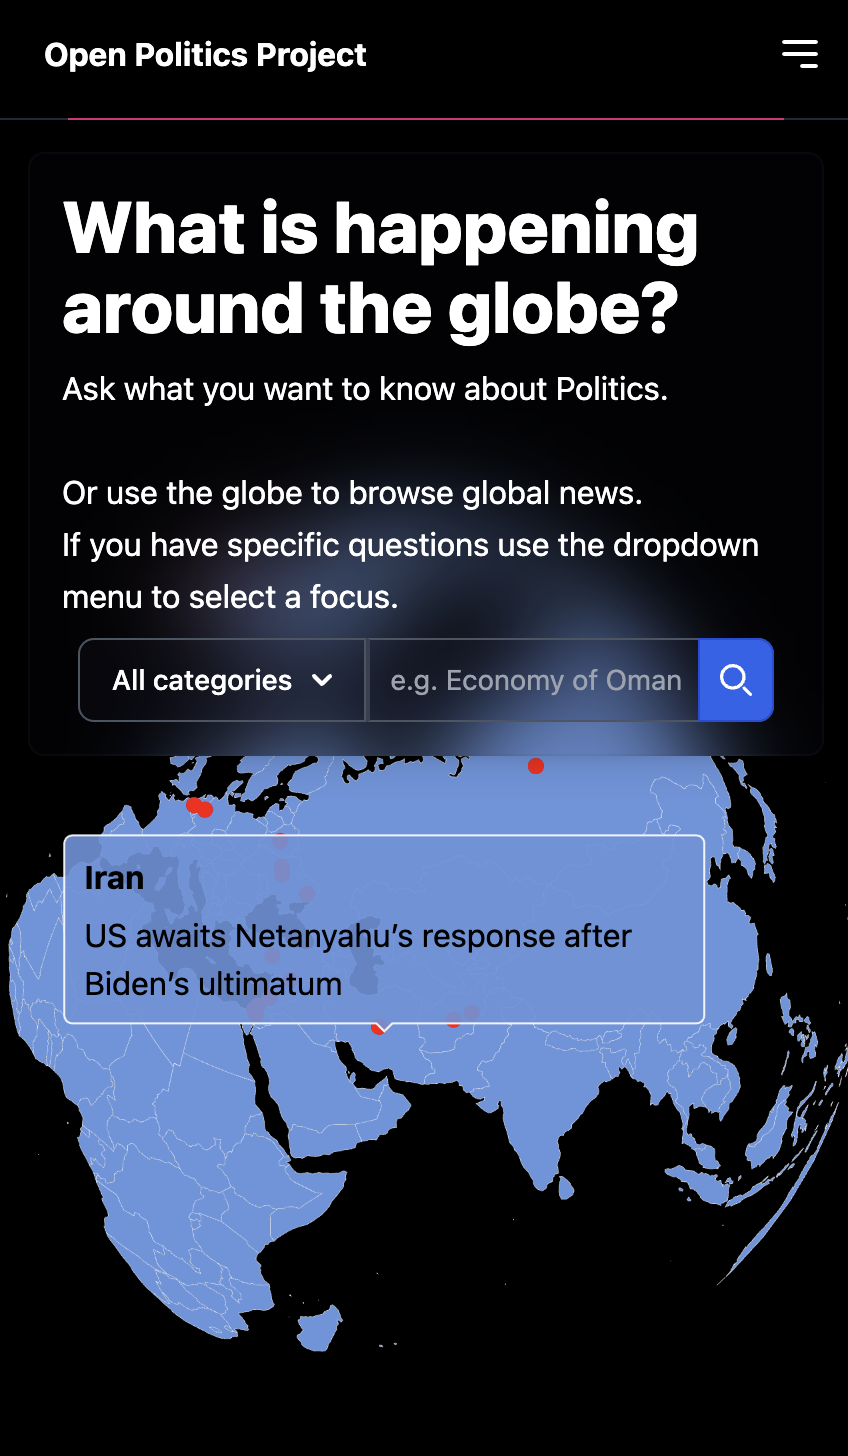 Open Politics Project
What is happening
around the globe?
Ask what you want to know about Politics.
Or use the globe to browse global news.
If you have specific questions use the dropdown
menu to select a focus.
All categories
e.g. Economy of Oman
Iran
US awaits Netanyahu’s response after
Biden’s ultimatum